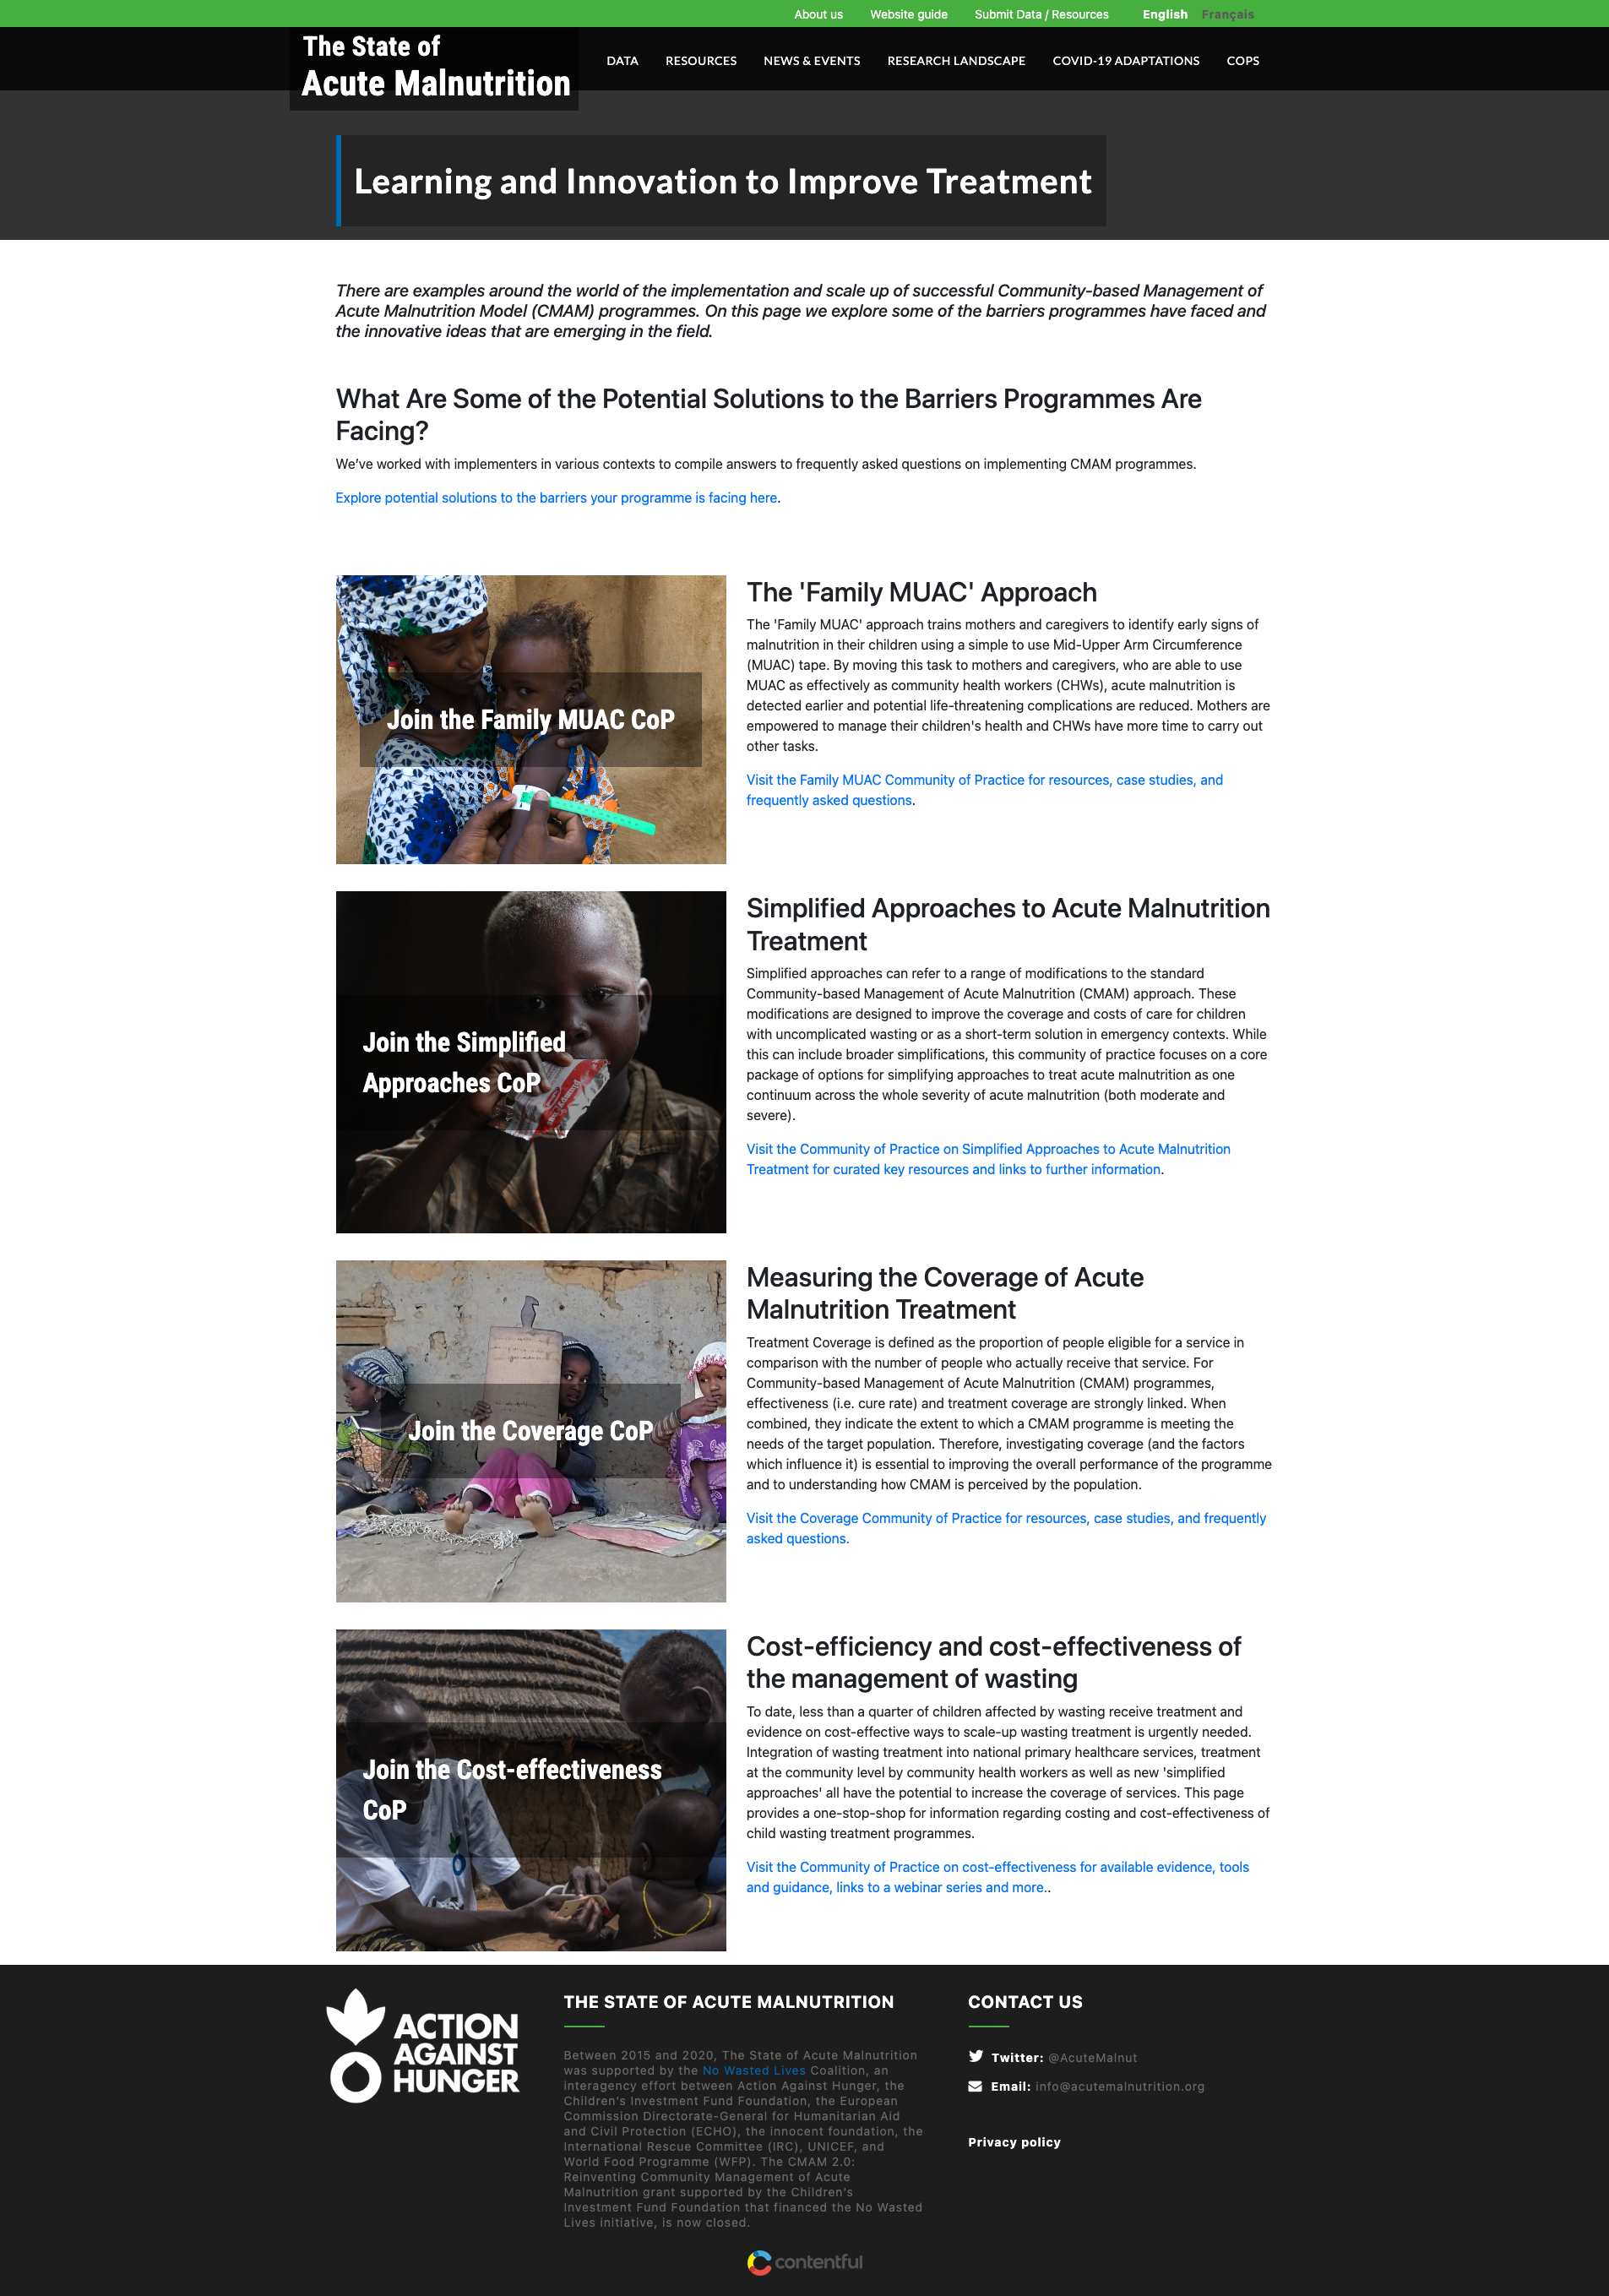 About us Website guide Submit Data / Resources English Français
The State of
Acute Malnutrition
DATA RESOURCES NEWS & EVENTS RESEARCH LANDSCAPE COVID-19 ADAPTATIONS COPS
Learning and Innovation to Improve Treatment
There are examples around the world of the implementation and scale up of successful Community-based Management of
Acute Malnutrition Model (CMAM) programmes. On this page we explore some of the barriers programmes have faced and
the innovative ideas that are emerging in the field.
What Are Some of the Potential Solutions to the Barriers Programmes Are
Facing?
We've worked with implementers in various contexts to compile answers to frequently asked questions on implementing CMAM programmes.
Explore potential solutions to the barriers your programme is facing here.
Join the Family MUAC CoP
The 'Family MUAC' Approach
The 'Family MUAC' approach trains mothers and caregivers to identify early signs of
malnutrition in their children using a simple to use Mid-Upper Arm Circumference
(MUAC) tape. By moving this task to mothers and caregivers, who are able to use
MUAC as effectively as community health workers (CHWs), acute malnutrition is
detected earlier and potential life-threatening complications are reduced. Mothers are
empowered to manage their children's health and CHWs have more time to carry out
other tasks.
Visit the Family MUAC Community of Practice for resources, case studies, and
frequently asked questions.
Join the Simplified
Approaches CoP
Simplified Approaches to Acute Malnutrition
Treatment
Simplified approaches can refer to a range of modifications to the standard
Community-based Management of Acute Malnutrition (CMAM) approach. These
modifications are designed to improve the coverage and costs of care for children
with uncomplicated wasting or as a short-term solution in emergency contexts. While
this can include broader simplifications, this community of practice focuses on a core
package of options for simplifying approaches to treat acute malnutrition as one
continuum across the whole severity of acute malnutrition (both moderate and
severe).
Visit the Community of Practice on Simplified Approaches to Acute Malnutrition
Treatment for curated key resources and links to further information.
Join the Coverage CoP
Measuring the Coverage of Acute
Malnutrition Treatment
Treatment Coverage is defined as the proportion of people eligible for a service in
comparison with the number of people who actually receive that service. For
Community-based Management of Acute Malnutrition (CMAM) programmes,
effectiveness (i.e. cure rate) and treatment coverage are strongly linked. When
combined, they indicate the extent to which a CMAM programme is meeting the
needs of the target population. Therefore, investigating coverage (and the factors
which influence it) is essential to improving the overall performance of the programme
and to understanding how CMAM is perceived by the population.
Visit the Coverage Community of Practice for resources, case studies, and frequently
asked questions.
Join the Cost-effectiveness
CoP
Cost-efficiency and cost-effectiveness of
the management of wasting
To date, less than a quarter of children affected by wasting receive treatment and
evidence on cost-effective ways to scale-up wasting treatment is urgently needed.
Integration of wasting treatment into national primary healthcare services, treatment
at the community level by community health workers as well as new 'simplified
approaches' all have the potential to increase the coverage of services. This page
provides a one-stop-shop for information regarding costing and cost-effectiveness of
child wasting treatment programmes.
Visit the Community of Practice on cost-effectiveness for available evidence, tools
and guidance, links to a webinar series and more..
ACTION
AGAINST
HUNGER
THE STATE OF ACUTE MALNUTRITION
Between 2015 and 2020, The State of Acute Malnutrition
was supported by the No Wasted Lives Coalition, an
interagency effort between Action Against Hunger, the
Children's Investment Fund Foundation, the European
Commission Directorate-General for Humanitarian Aid
and Civil Protection (ECHO), the innocent foundation, the
International Rescue Committee (IRC), UNICEF, and
World Food Programme (WFP). The CMAM 2.0:
Reinventing Community Management of Acute
Malnutrition grant supported by the Children's
Investment Fund Foundation that financed the No Wasted
Lives initiative, is now closed.
CONTACT US
Twitter: @AcuteMalnut
Email: info@acutemalnutrition.org
Privacy policy
contentful